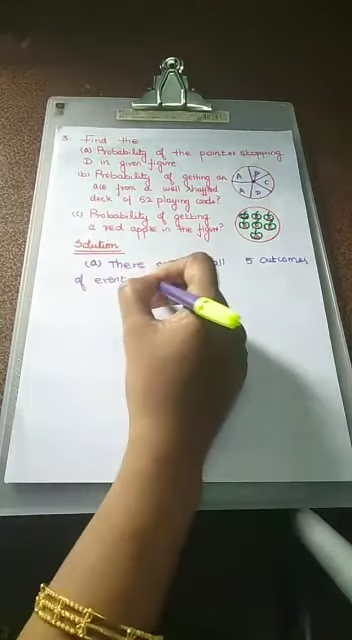 3. Find the
(a) Probability of the pointer stopping
D in given figure
(b) Probability of getting an
ace from a well shuffled
deck of 52 playing cards?
(c) Probability of getting
a red apple in the figure?
A B C D A
Solution
(a) There all 5 outcomes
of event